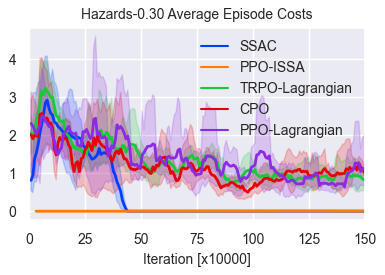 Hazards-0.30 Average Episode Costs
SSAC
PPO-ISSA
TRPO-Lagrangian
CPO
PPO-Lagrangian
4
3
2
1
0
0 25 50 75 100 125 150
Iteration [x10000]